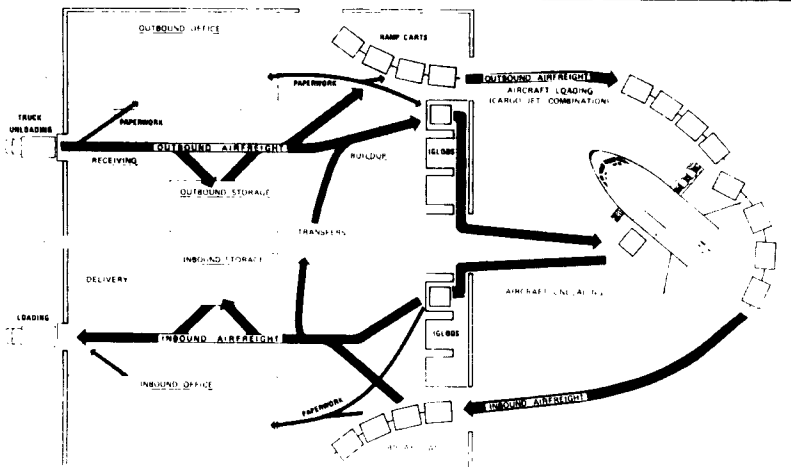 OUTBOUND OFFICE
RAMP CARTS
PAPERWORK
OUTBOUND AIRFREIGHT
AIRCRAFT LOADING
(CARGO JET COMBINATION)
TRUCK
UNLOADING
PAPERWORK
RECEIVING
OUTBOUND AIRFREIGHT
BUILDUP
IGLOOS
OUTBOUND STORAGE
TRANSFERS
INBOUND STORAGE
DELIVERY
AIRCRAFT UNLOADING
LOADING
INBOUND AIRFREIGHT
IGLOOS
INBOUND OFFICE
PAPERWORK
INBOUND AIRFREIGHT